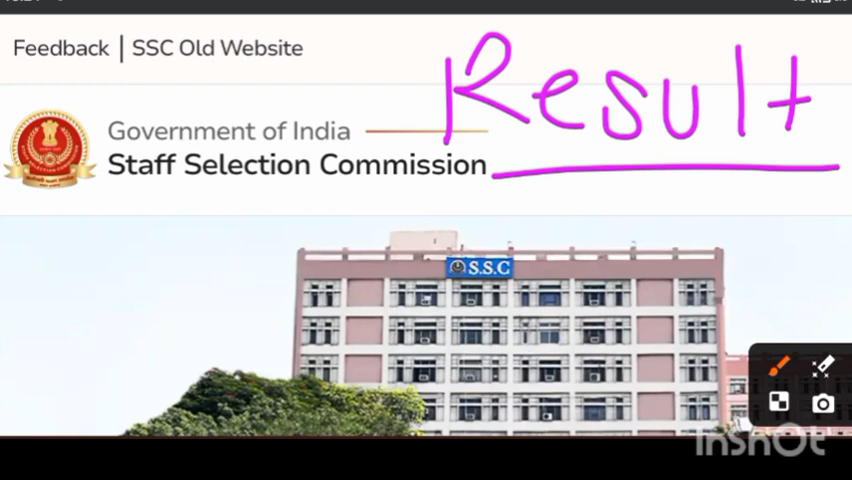 Feedback | SSC Old Website
Result
Government of India
Staff Selection Commission
S.S.C
InShOt